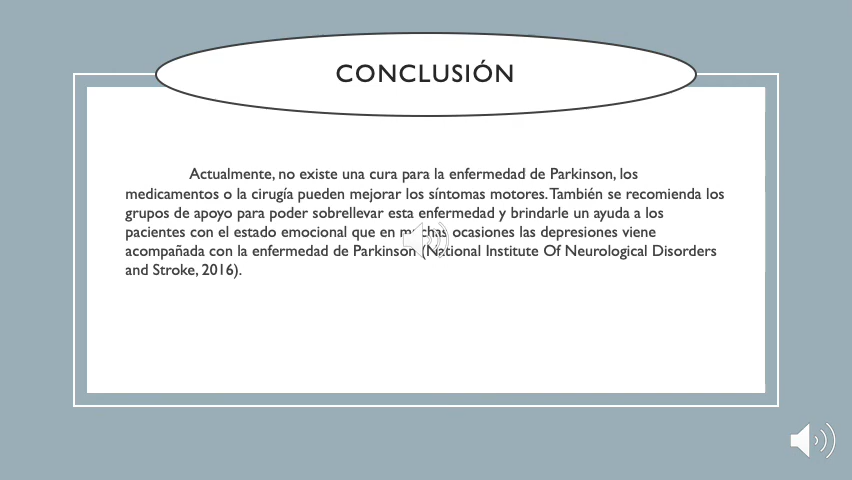 CONCLUSIÓN
Actualmente, no existe una cura para la enfermedad de Parkinson, los
medicamentos o la cirugía pueden mejorar los síntomas motores. También se recomienda los
grupos de apoyo para poder sobrellevar esta enfermedad y brindarle un ayuda a los
pacientes con el estado emocional que en muchas ocasiones las depresiones viene
acompañada con la enfermedad de Parkinson (National Institute Of Neurological Disorders
and Stroke, 2016).